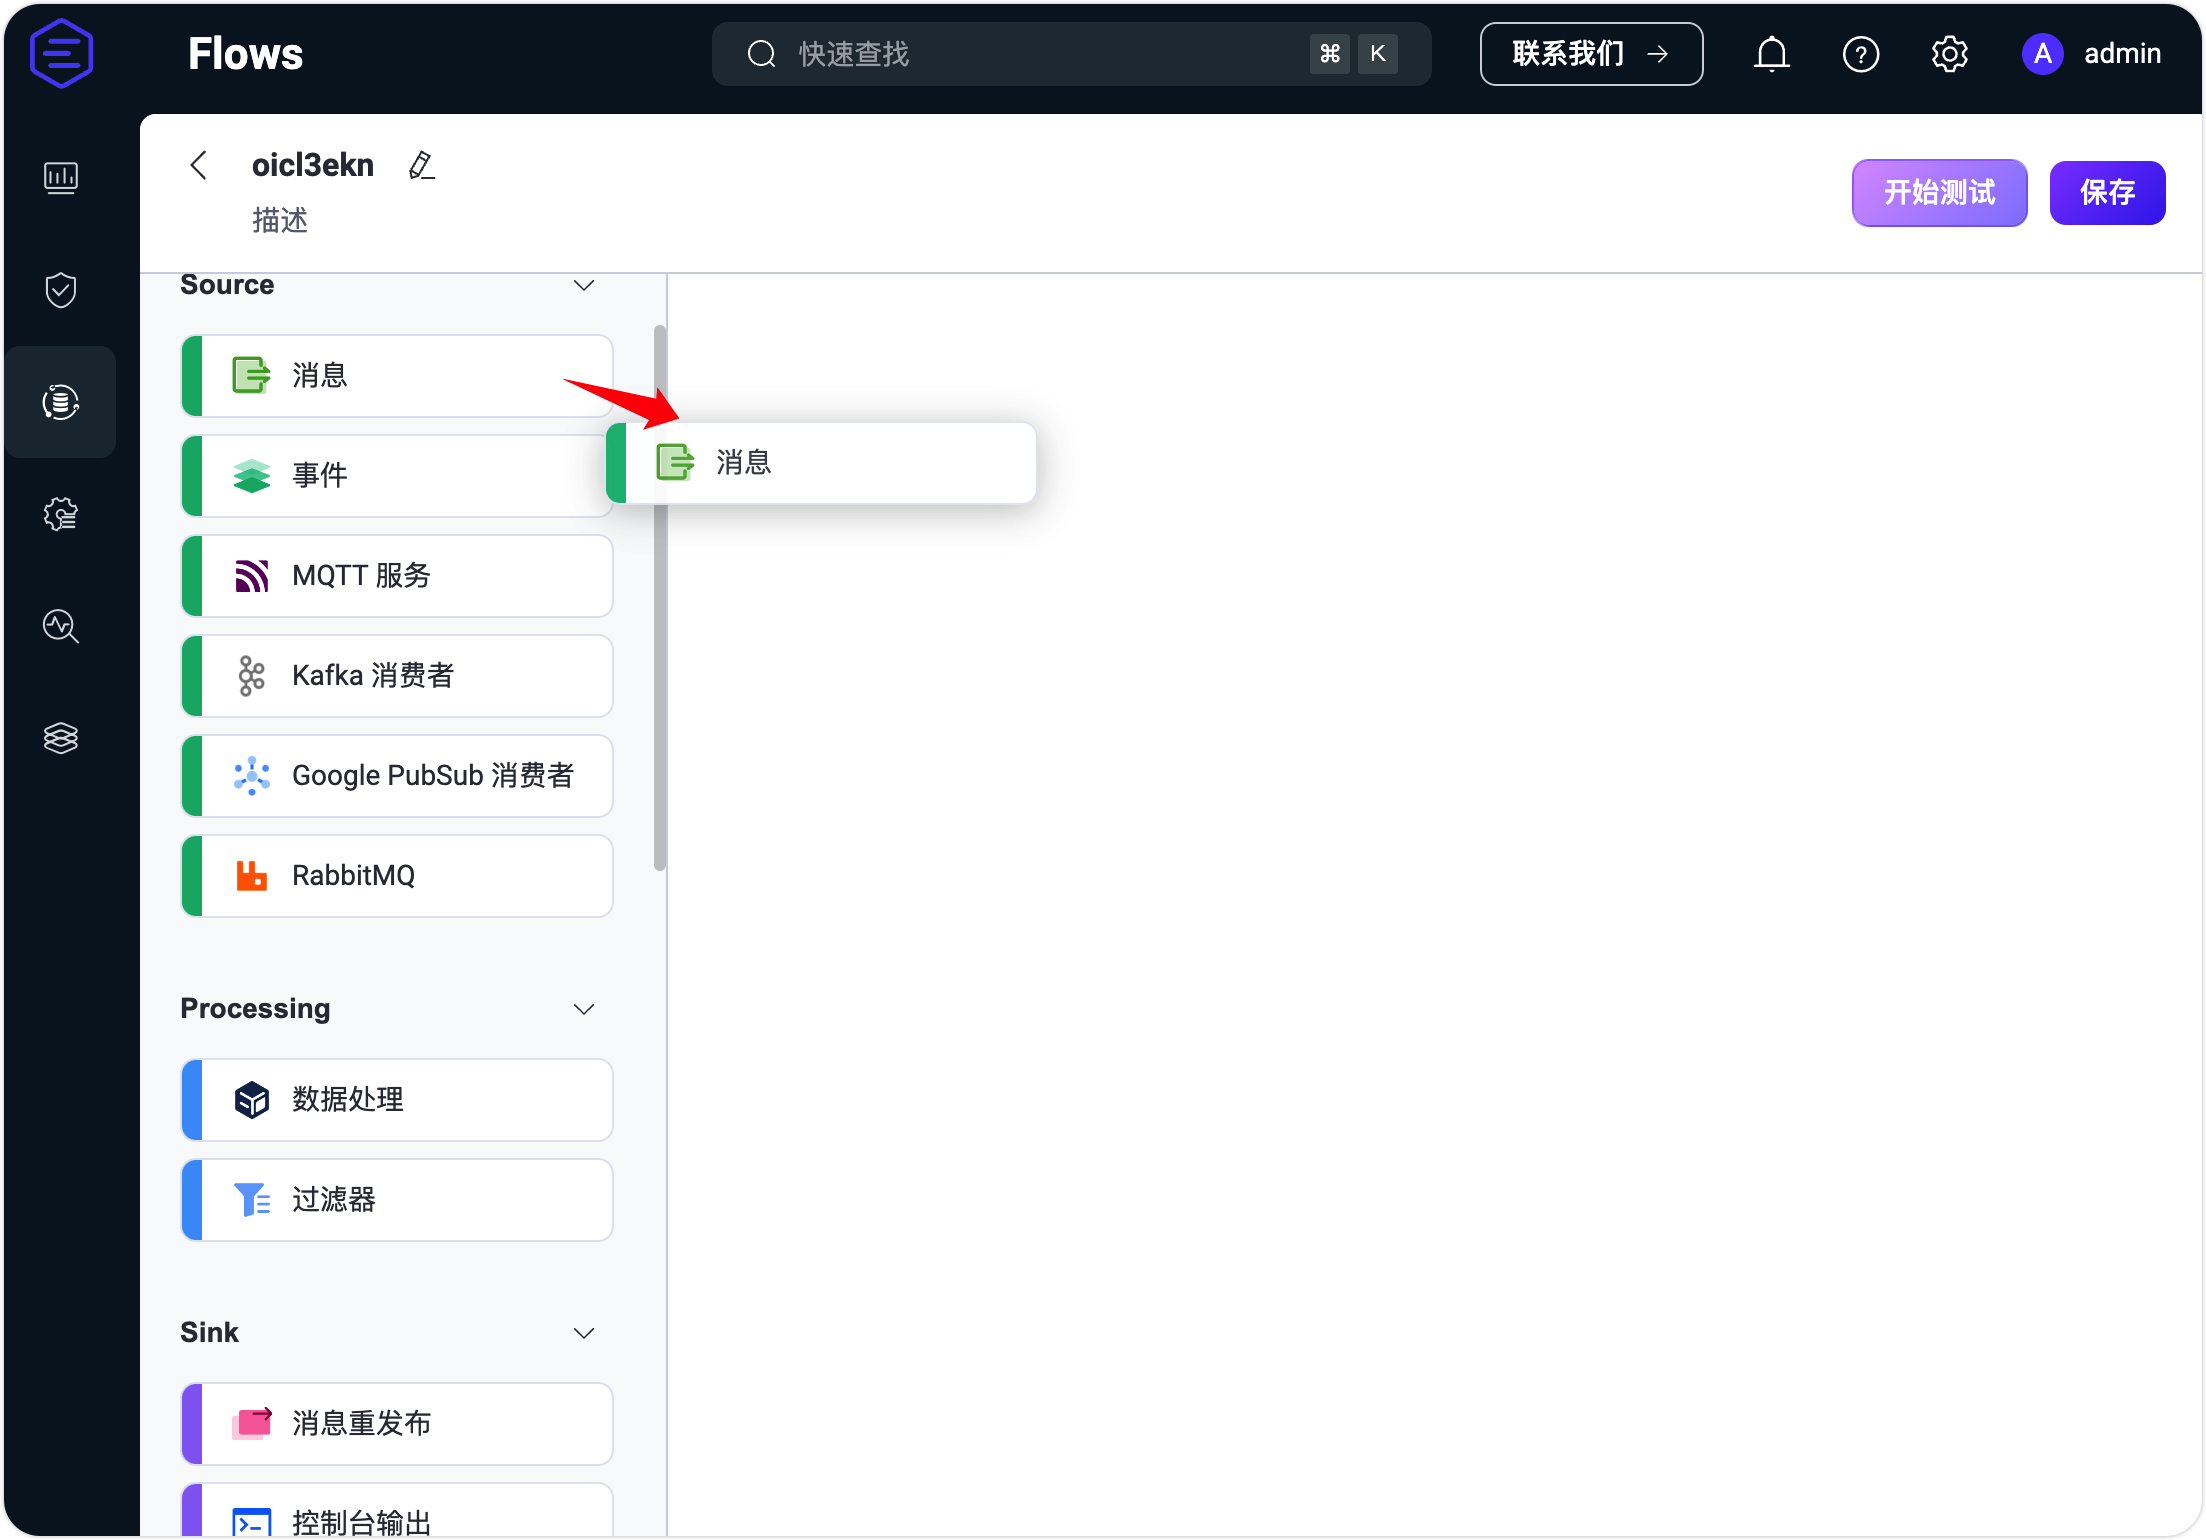 Flows
快速查找
⌘ K
联系我们 →
A admin
oicl3ekn
描述
开始测试
保存
Source
消息
消息
事件
MQTT 服务
Kafka 消费者
Google PubSub 消费者
RabbitMQ
Processing
数据处理
过滤器
Sink
消息重发布
控制台输出